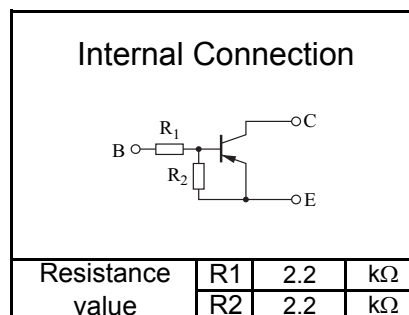 Internal Connection
C
R1
B
R2
E
Resistance value R1 2.2 kΩ
R2 2.2 kΩ